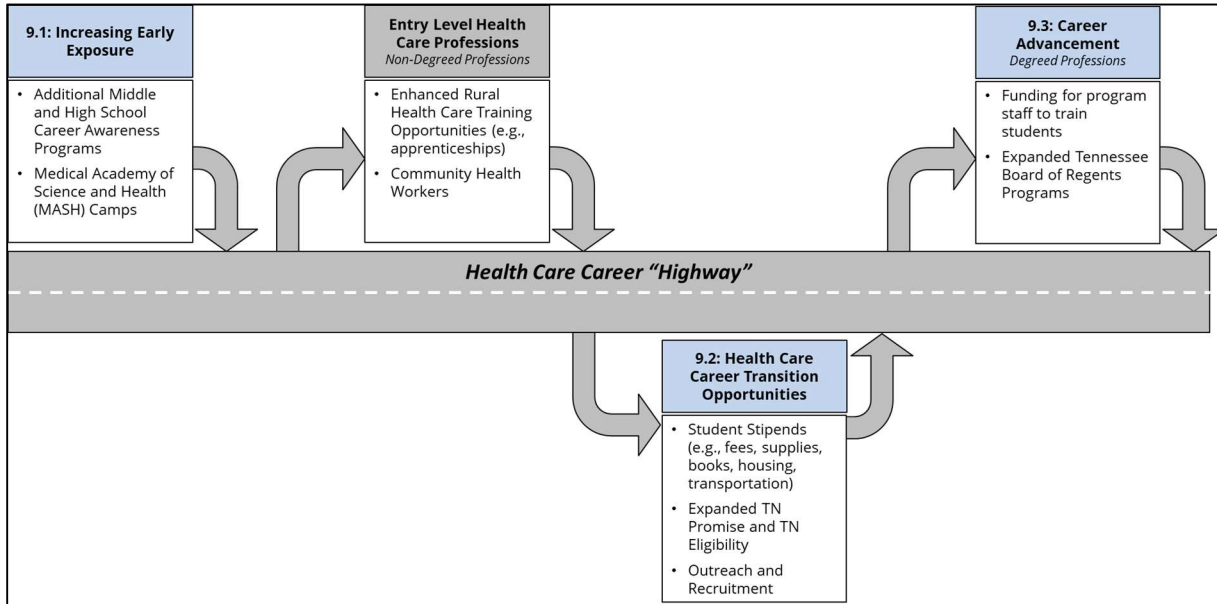 9.1: Increasing Early
Exposure
• Additional Middle
and High School
Career Awareness
Programs
• Medical Academy of
Science and Health
(MASH) Camps
Entry Level Health
Care Professions
Non-Degreed Professions
• Enhanced Rural
Health Care Training
Opportunities (e.g.,
apprenticeships)
• Community Health
Workers
9.3: Career
Advancement
Degreed Professions
• Funding for program
staff to train
students
• Expanded Tennessee
Board of Regents
Programs
Health Care Career “Highway”
9.2: Health Care
Career Transition
Opportunities
• Student Stipends
(e.g., fees, supplies,
books, housing,
transportation)
• Expanded TN
Promise and TN
Eligibility
• Outreach and
Recruitment